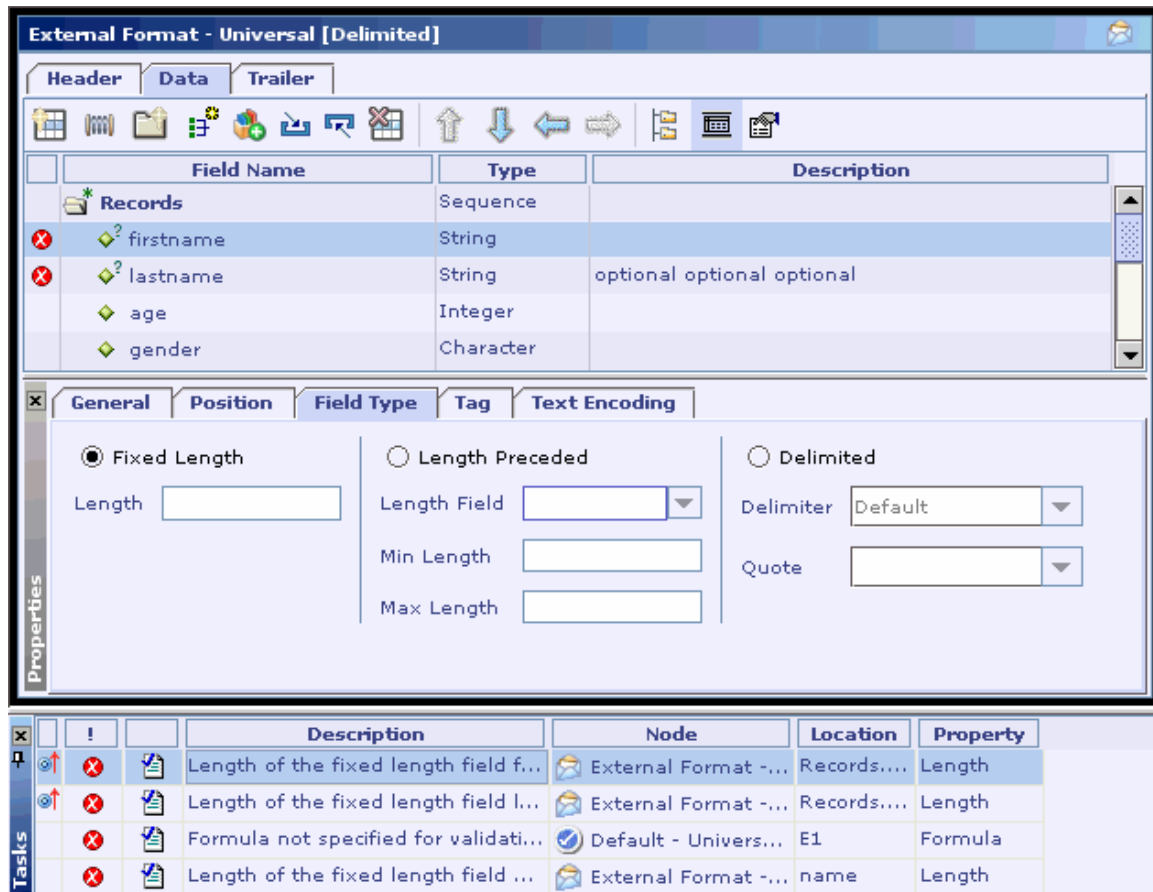 External Format - Universal [Delimited]
Header Data Trailer
Field Name Type Description
Records Sequence
firstname String
lastname String optional optional optional
age Integer
gender Character
General Position Field Type Tag Text Encoding
Fixed Length Length Preceded Delimited
Length Length Field Delimiter Default
Min Length Quote
Max Length
Properties
! Description Node Location Property
Length of the fixed length field f... External Format -... Records.... Length
Length of the fixed length field l... External Format -... Records.... Length
Formula not specified for validati... Default - Univers... E1 Formula
Length of the fixed length field ... External Format -... name Length
Tasks